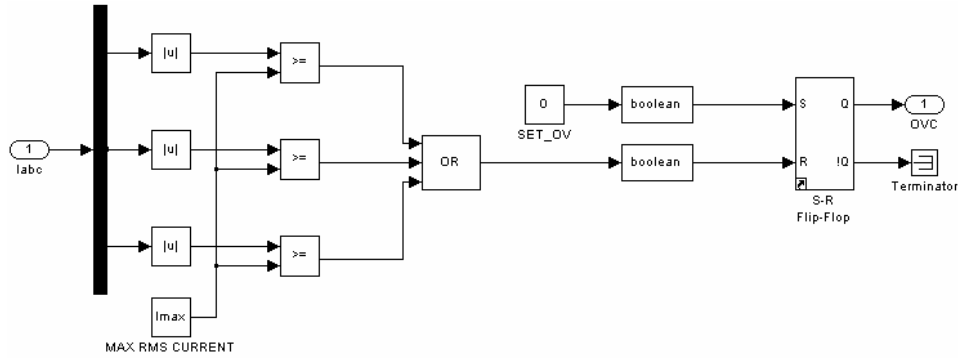 1
Iabc
|u|
>=
|u|
>=
|u|
>=
Imax
MAX RMS CURRENT
OR
0
SET_OV
boolean
boolean
S
Q
R
!Q
S-R
Flip-Flop
1
OVC
Terminator